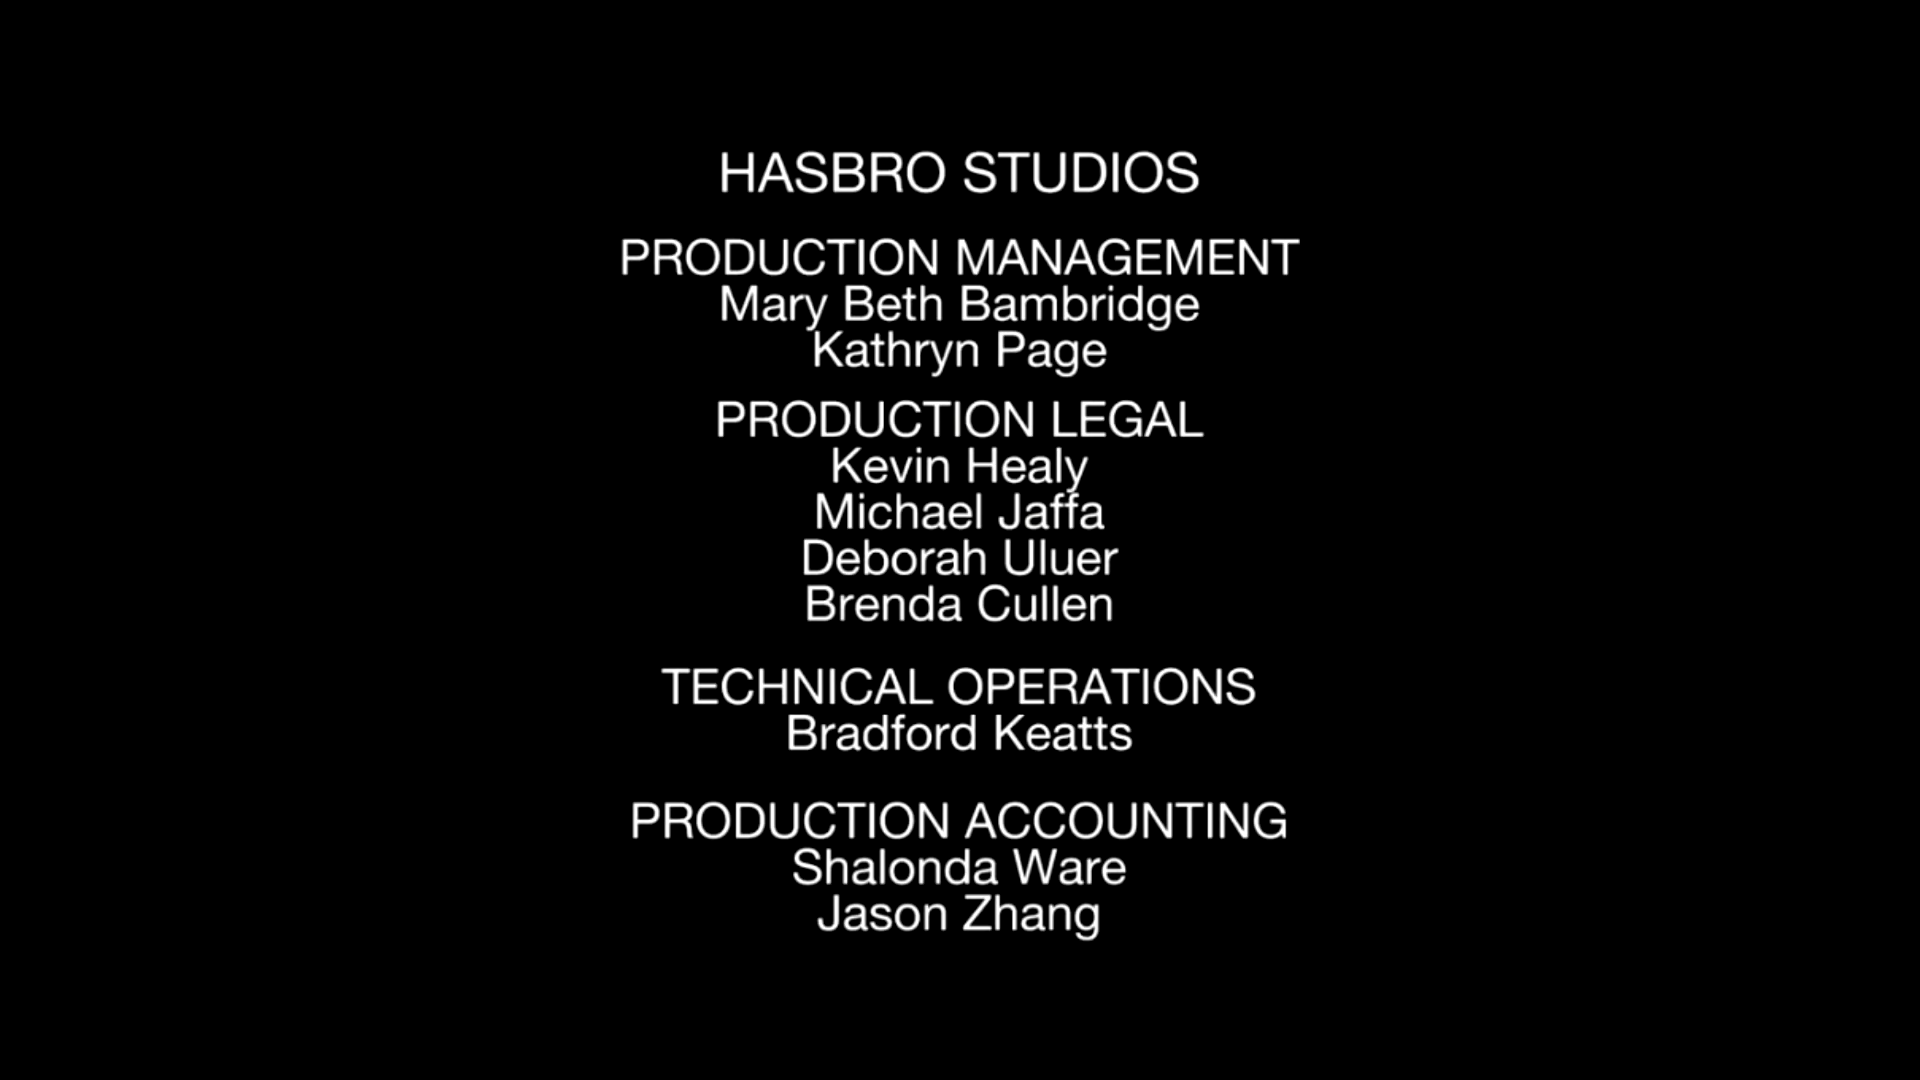 HASBRO STUDIOS
PRODUCTION MANAGEMENT
Mary Beth Bambridge
Kathryn Page
PRODUCTION LEGAL
Kevin Healy
Michael Jaffa
Deborah Uluer
Brenda Cullen
TECHNICAL OPERATIONS
Bradford Keatts
PRODUCTION ACCOUNTING
Shalonda Ware
Jason Zhang